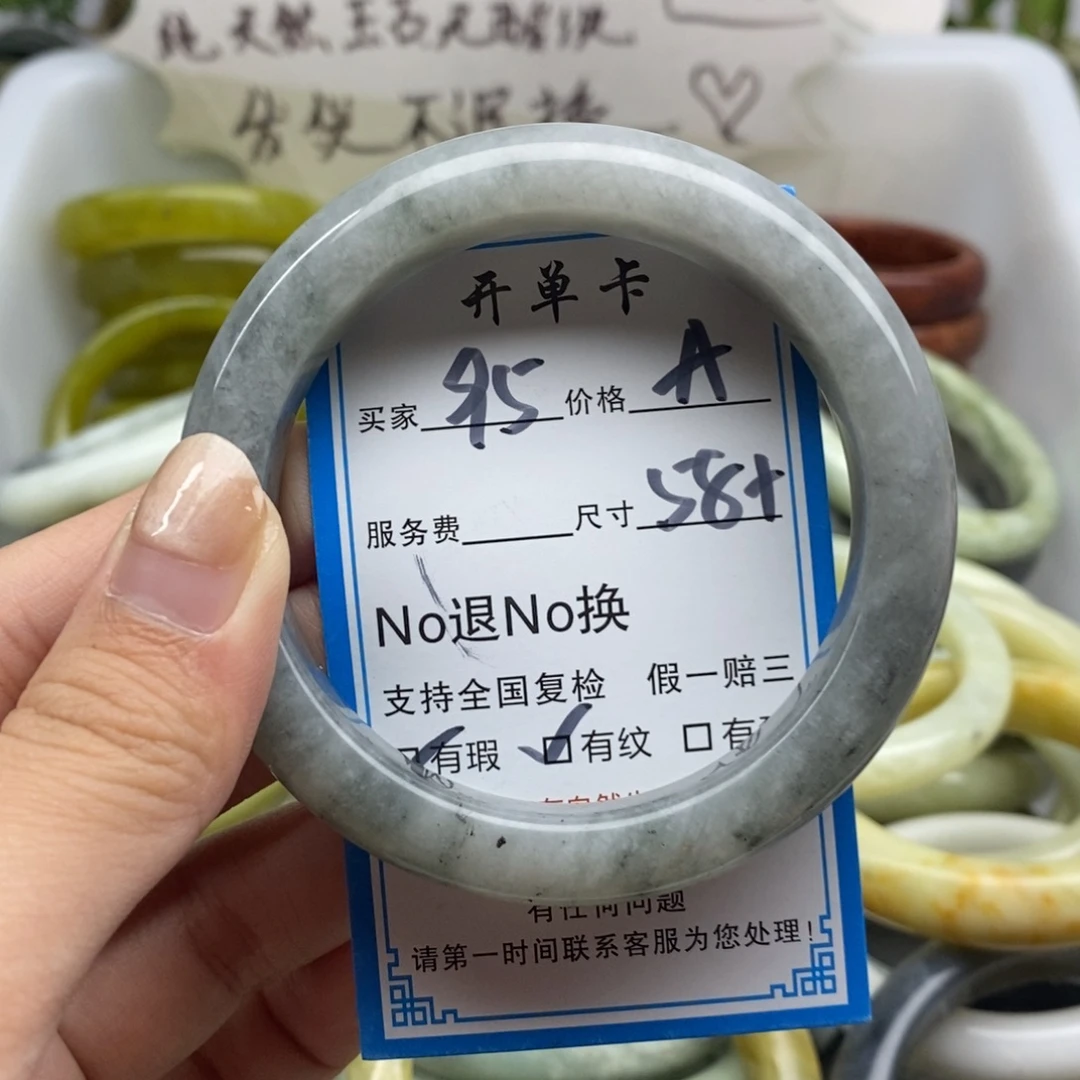 纯天然玉石无酸洗
售出不退换
开单卡
买家 95 价格 A
服务费 尺寸 58+
No退No换
支持全国复检 假一赔三
有瑕 有纹 有
有任何问题
请第一时间联系客服为您处理!